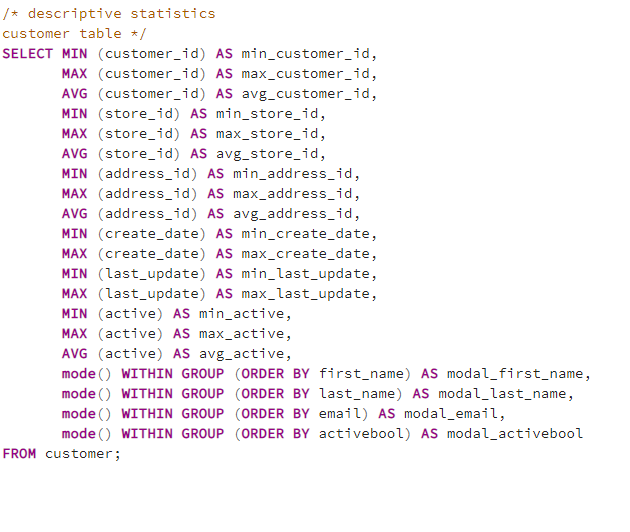 /* descriptive statistics
customer table */
SELECT MIN (customer_id) AS min_customer_id,
MAX (customer_id) AS max_customer_id,
AVG (customer_id) AS avg_customer_id,
MIN (store_id) AS min_store_id,
MAX (store_id) AS max_store_id,
AVG (store_id) AS avg_store_id,
MIN (address_id) AS min_address_id,
MAX (address_id) AS max_address_id,
AVG (address_id) AS avg_address_id,
MIN (create_date) AS min_create_date,
MAX (create_date) AS max_create_date,
MIN (last_update) AS min_last_update,
MAX (last_update) AS max_last_update,
MIN (active) AS min_active,
MAX (active) AS max_active,
AVG (active) AS avg_active,
mode() WITHIN GROUP (ORDER BY first_name) AS modal_first_name,
mode() WITHIN GROUP (ORDER BY last_name) AS modal_last_name,
mode() WITHIN GROUP (ORDER BY email) AS modal_email,
mode() WITHIN GROUP (ORDER BY activebool) AS modal_activebool
FROM customer;